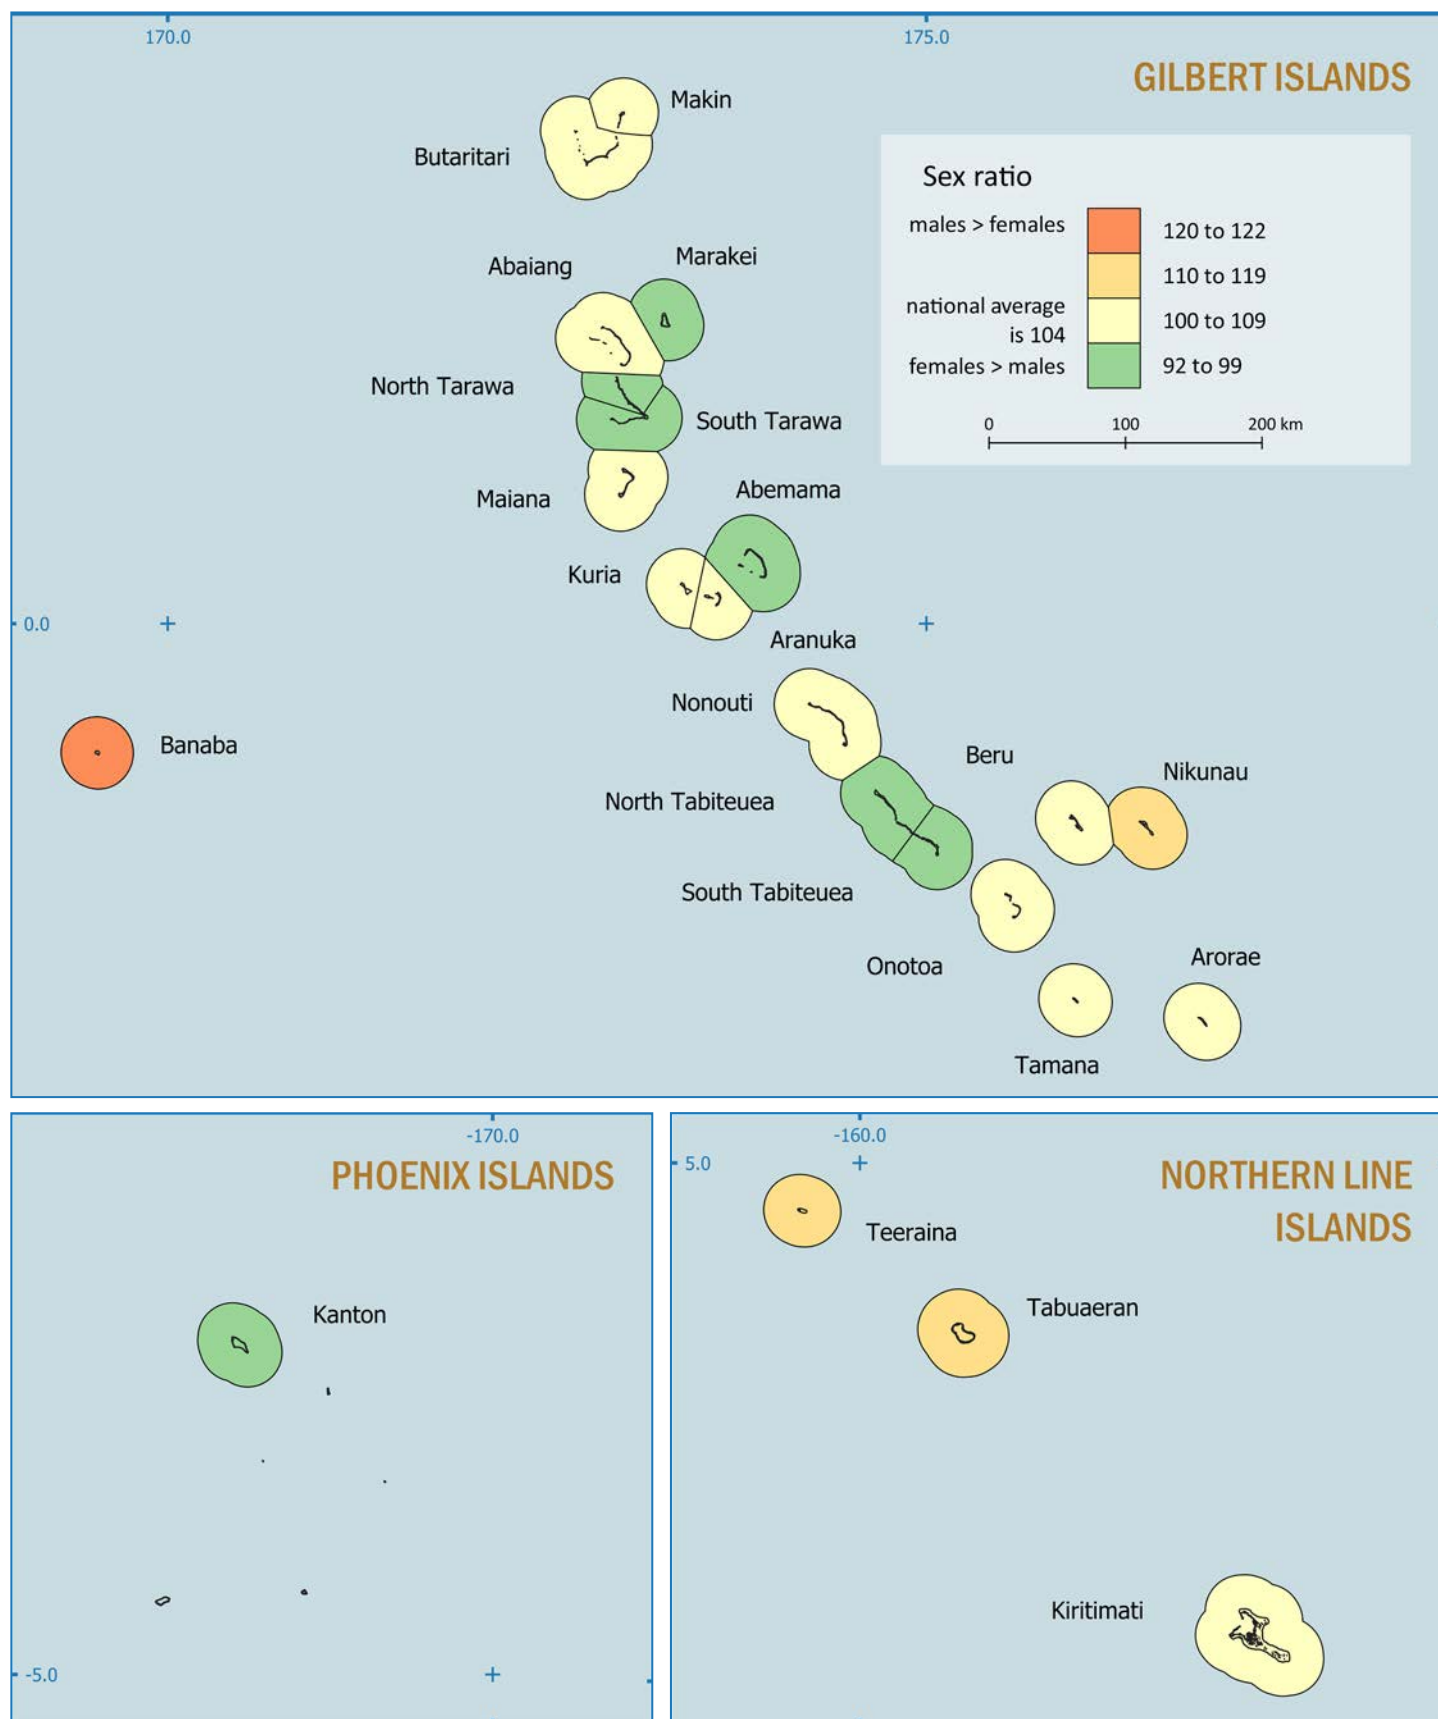 170.0
175.0
GILBERT ISLANDS
Makin
Butaritari
Sex ratio
males > females
120 to 122
110 to 119
national average
is 104
100 to 109
females > males
92 to 99
0
100
200 km
Abaiang
Marakei
North Tarawa
South Tarawa
Maiana
Abemama
Kuria
0.0
Aranuka
Nonouti
Banaba
Beru
Nikunau
North Tabiteuea
South Tabiteuea
Onotoa
Arorae
Tamana
-170.0
PHOENIX ISLANDS
Kanton
-5.0
-160.0
5.0
NORTHERN LINE
ISLANDS
Teeraina
Tabuaeran
Kiritimati